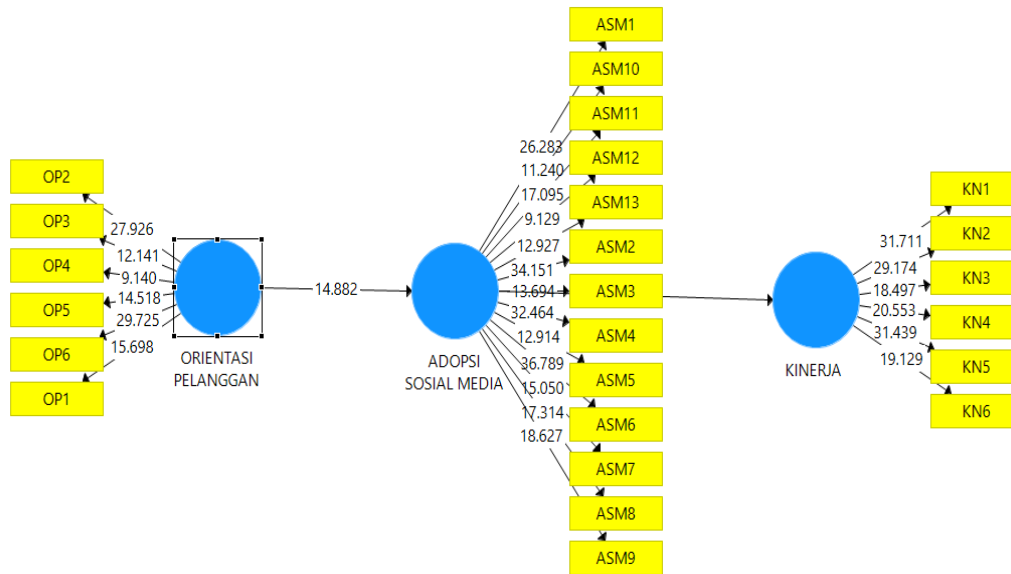 OP2
OP3
OP4
OP5
OP6
OP1
27.926
12.141
9.140
14.518
29.725
15.698
ORIENTASI
PELANGGAN
14.882
ADOPSI
SOSIAL MEDIA
26.283
11.240
17.095
9.129
12.927
34.151
13.694
32.464
12.914
36.789
15.050
17.314
18.627
ASM1
ASM10
ASM11
ASM12
ASM13
ASM2
ASM3
ASM4
ASM5
ASM6
ASM7
ASM8
ASM9
KINERJA
31.711
29.174
18.497
20.553
31.439
19.129
KN1
KN2
KN3
KN4
KN5
KN6